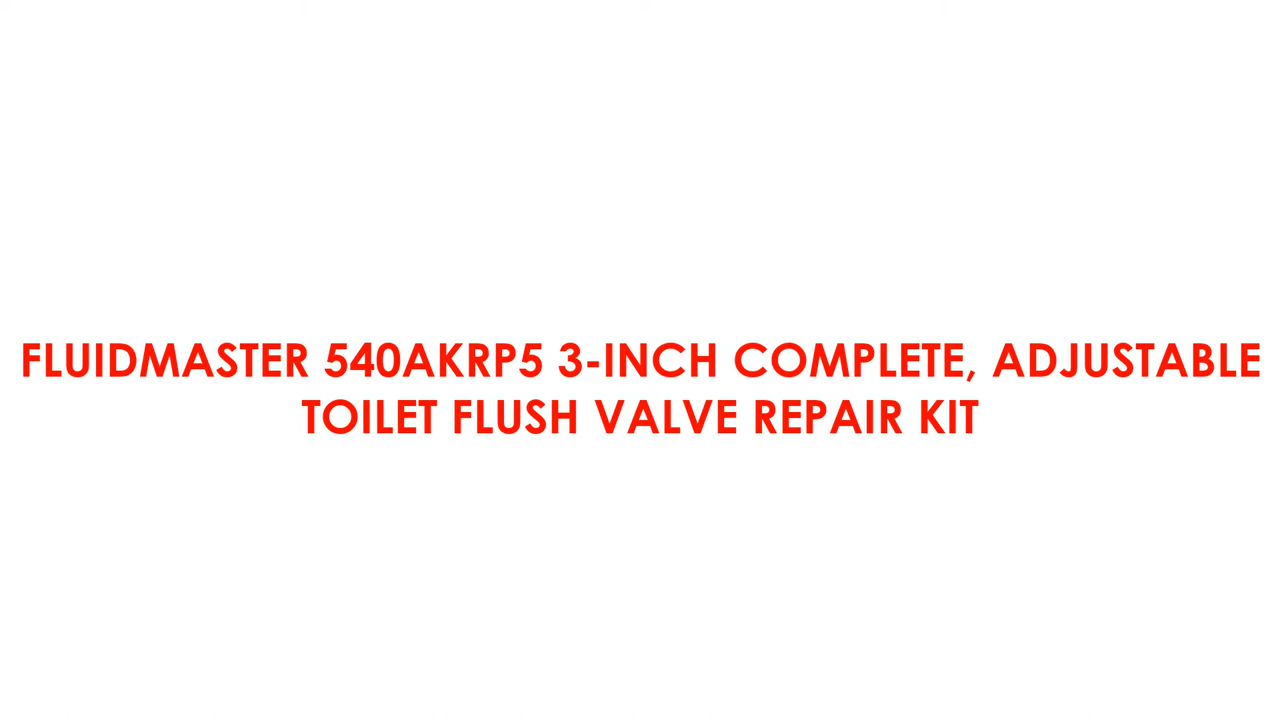 FLUIDMASTER 540AKRP5 3-INCH COMPLETE, ADJUSTABLE
TOILET FLUSH VALVE REPAIR KIT